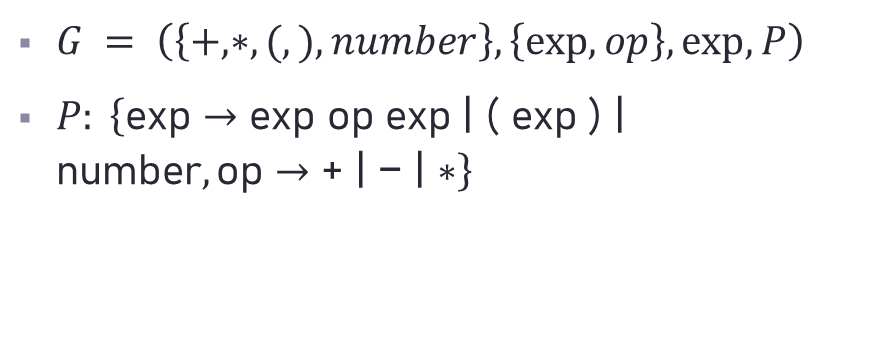 ▪ G = ({+,*, (, ), number}, {exp, op}, exp, P)
▪ P: {exp → exp op exp | ( exp ) |
number, op → + | − | *}